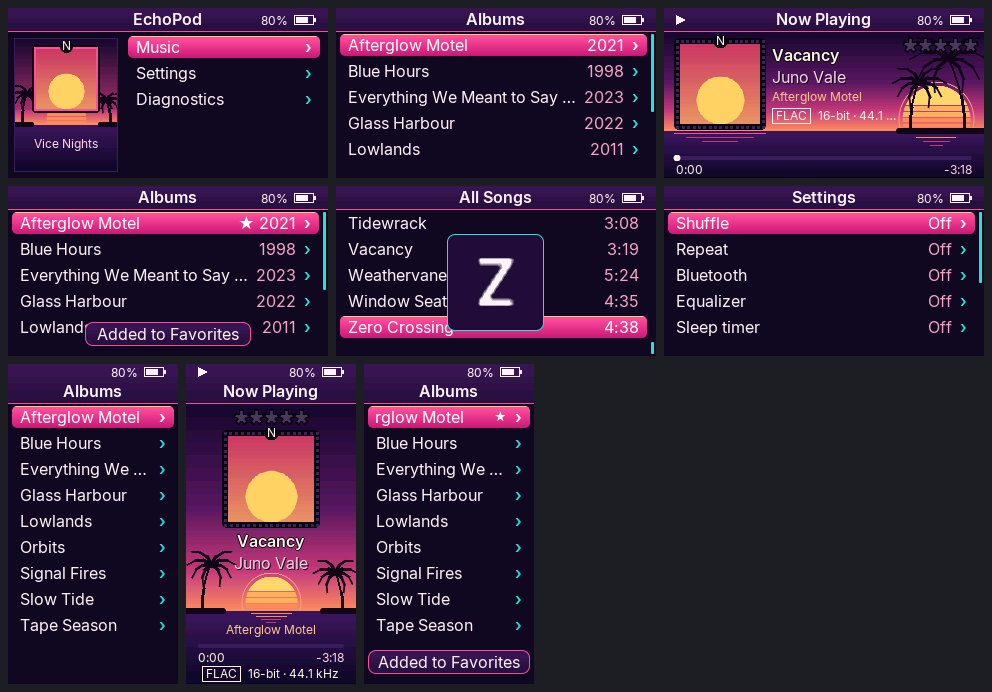 EchoPod
80%
Music ›
Settings ›
Diagnostics ›
N
Vice Nights
Albums
80%
Afterglow Motel 2021 ›
Blue Hours 1998 ›
Everything We Meant to Say ... 2023 ›
Glass Harbour 2022 ›
Lowlands 2011 ›
Now Playing
80%
N
Vacancy
Juno Vale
Afterglow Motel
FLAC 16-bit · 44.1 ...
0:00 -3:18
Albums
80%
Afterglow Motel ★ 2021 ›
Blue Hours 1998 ›
Everything We Meant to Say ... 2023 ›
Glass Harbour 2022 ›
Lowlands 2011 ›
Added to Favorites
All Songs
80%
Tidewrack 3:08
Vacancy 3:19
Weathervane 5:24
Window Seat 4:35
Zero Crossing 4:38
Z
Settings
80%
Shuffle Off ›
Repeat Off ›
Bluetooth Off ›
Equalizer Off ›
Sleep timer Off ›
80%
Albums
Afterglow Motel ›
Blue Hours ›
Everything We ... ›
Glass Harbour ›
Lowlands ›
Orbits ›
Signal Fires ›
Slow Tide ›
Tape Season ›
80%
Now Playing
N
Vacancy
Juno Vale
Afterglow Motel
0:00 -3:18
FLAC 16-bit · 44.1 kHz
80%
Albums
rglow Motel ★ ›
Blue Hours ›
Everything We ... ›
Glass Harbour ›
Lowlands ›
Orbits ›
Signal Fires ›
Slow Tide ›
Tape Season ›
Added to Favorites